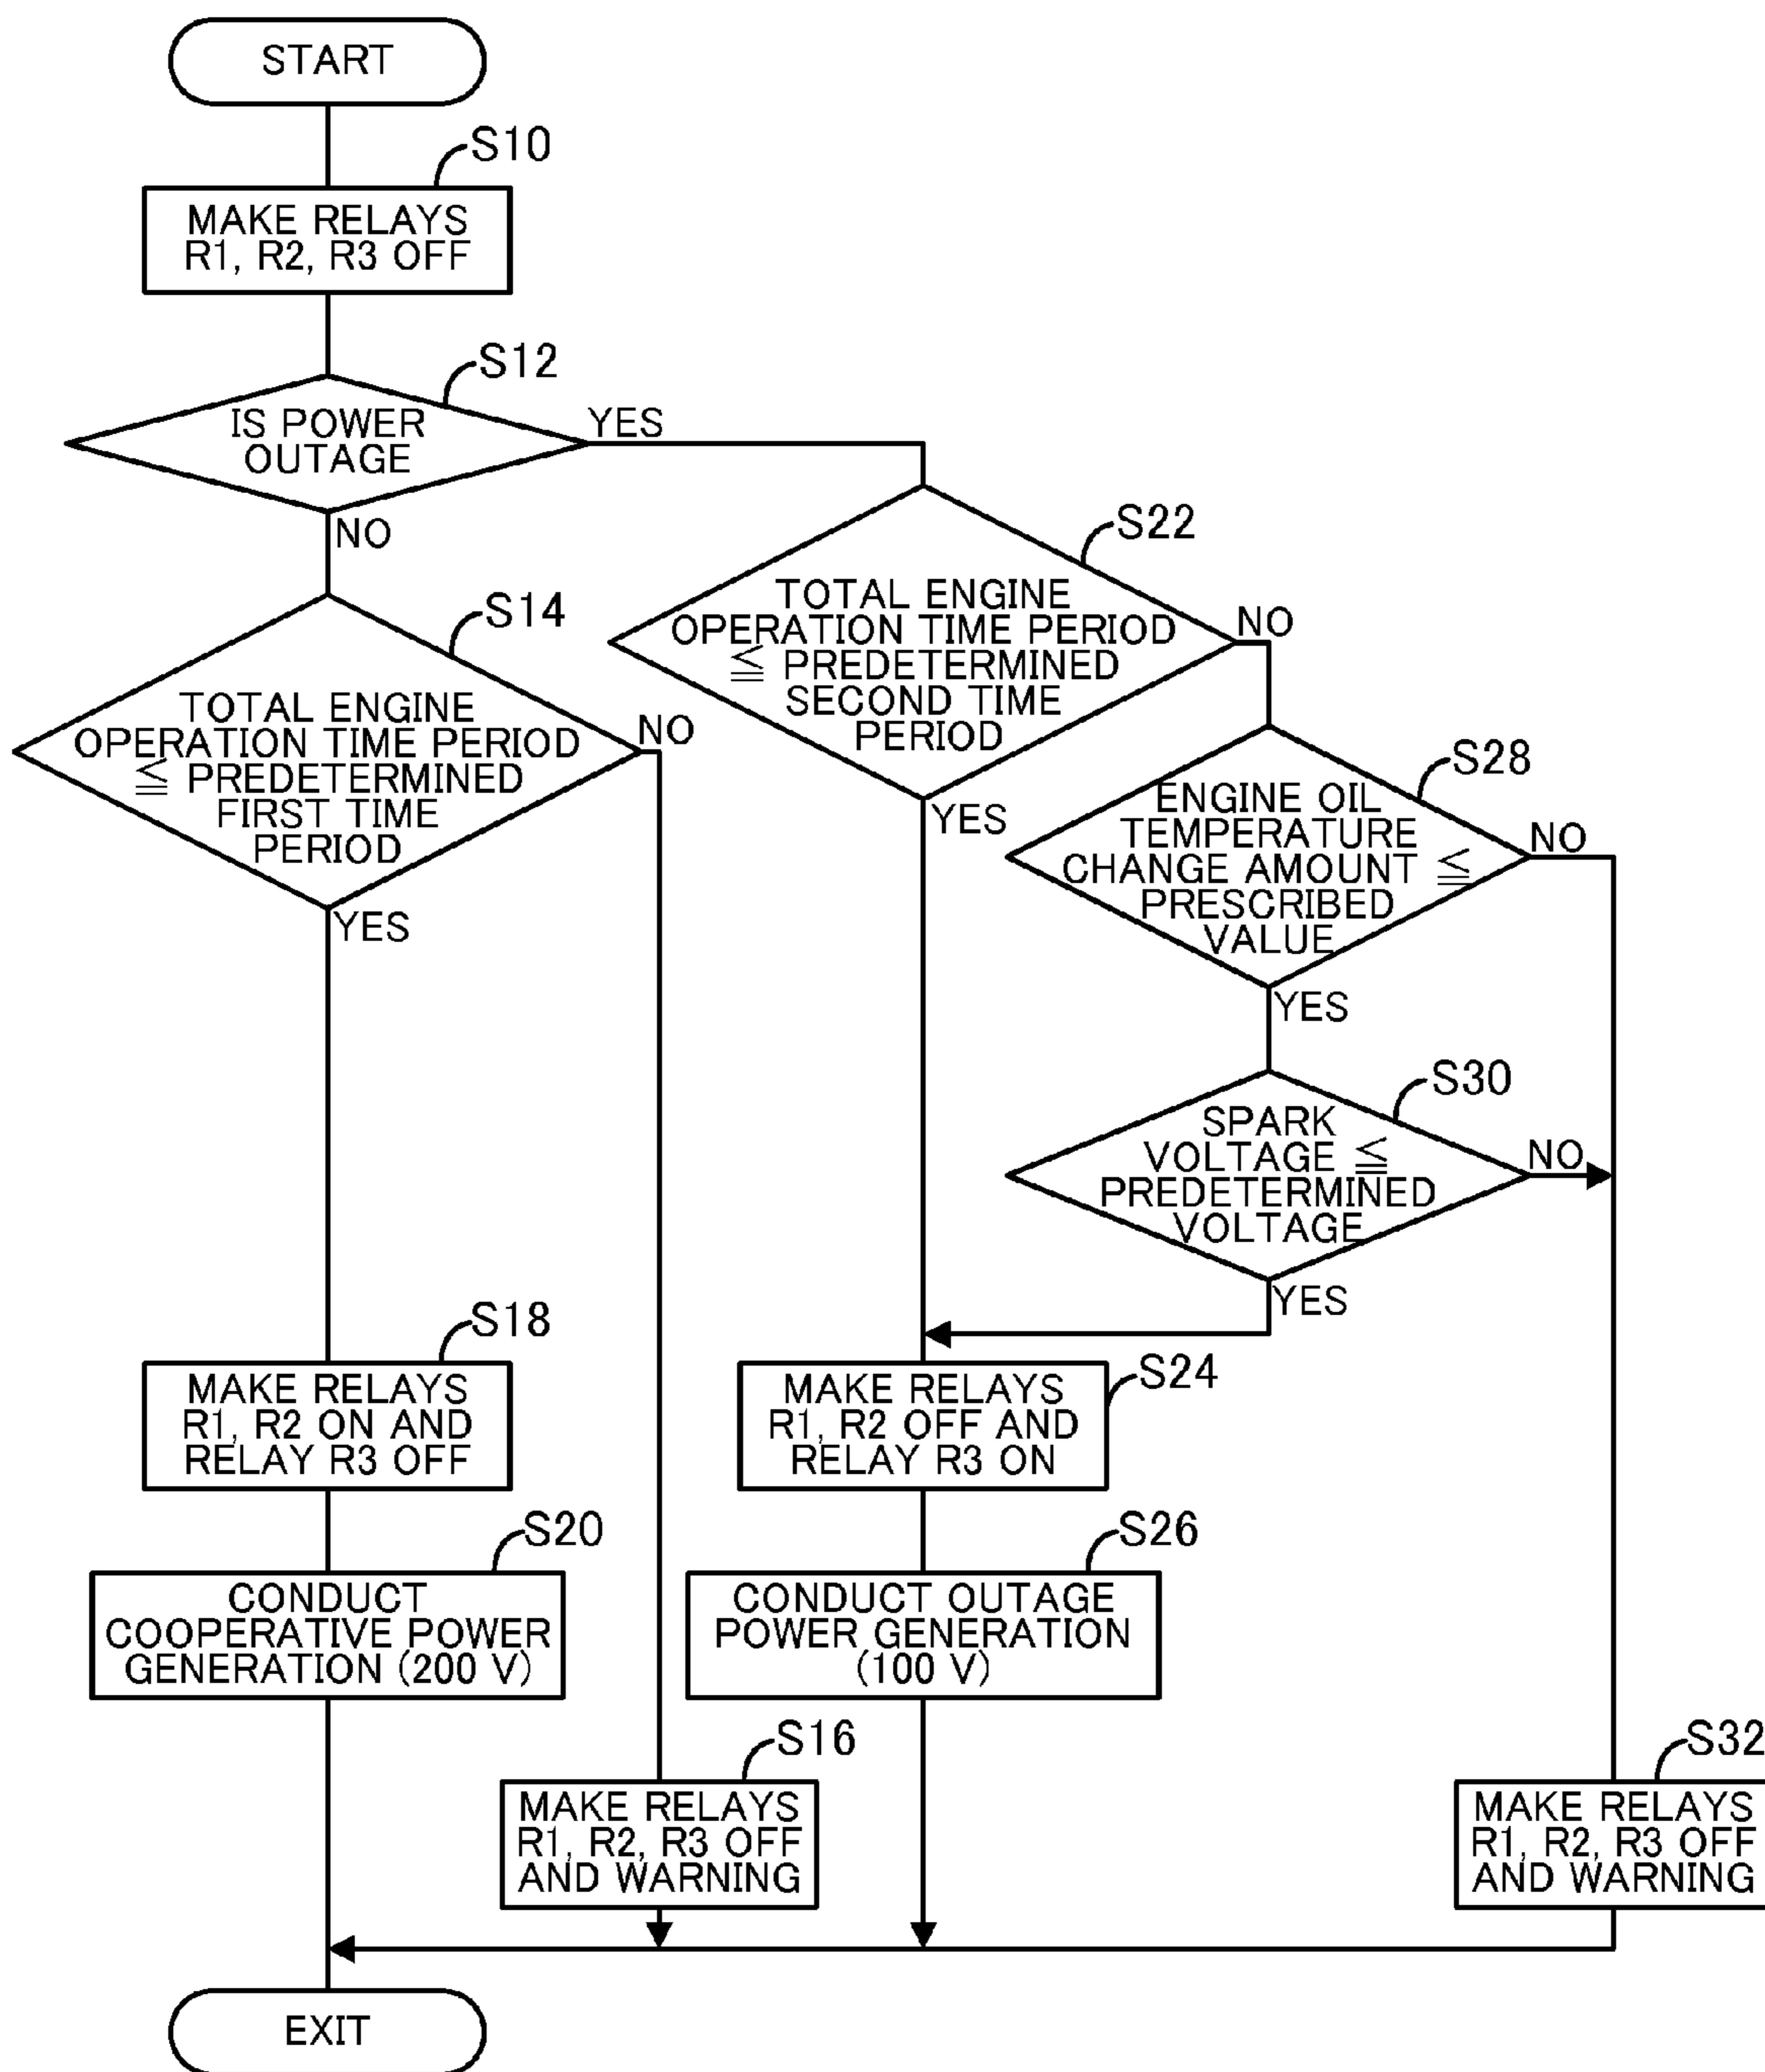 START
S10
MAKE RELAYS
R1, R2, R3 OFF
S12
IS POWER
OUTAGE
YES
NO
S14
TOTAL ENGINE
OPERATION TIME PERIOD
≦ PREDETERMINED
FIRST TIME
PERIOD
NO
YES
S22
TOTAL ENGINE
OPERATION TIME PERIOD
≦ PREDETERMINED
SECOND TIME
PERIOD
NO
YES
S28
ENGINE OIL
TEMPERATURE
CHANGE AMOUNT ≦
PRESCRIBED
VALUE
NO
YES
S30
SPARK
VOLTAGE ≦
PREDETERMINED
VOLTAGE
NO
YES
S18
MAKE RELAYS
R1, R2 ON AND
RELAY R3 OFF
S24
MAKE RELAYS
R1, R2 OFF AND
RELAY R3 ON
S20
CONDUCT
COOPERATIVE POWER
GENERATION (200 V)
S26
CONDUCT OUTAGE
POWER GENERATION
(100 V)
S16
MAKE RELAYS
R1, R2, R3 OFF
AND WARNING
S32
MAKE RELAYS
R1, R2, R3 OFF
AND WARNING
EXIT